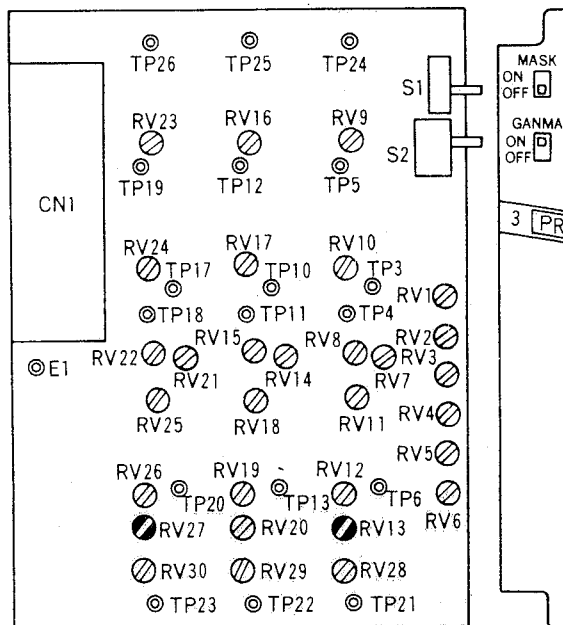 TP26 TP25 TP24
MASK
S1 ON
OFF
RV23 RV16 RV9
GANMA
S2 ON
OFF
TP19 TP12 TP5
CN1
3 PR
RV24 RV17 RV10
TP17 TP10 TP3
RV1
TP18 TP11 TP4
RV15 RV8 RV2
RV22 RV3
E1 RV21 RV14 RV7
RV25 RV18 RV11 RV4
RV5
RV26 RV19 RV12
TP20 TP13 TP6
RV6
RV27 RV20 RV13
RV30 RV29 RV28
TP23 TP22 TP21